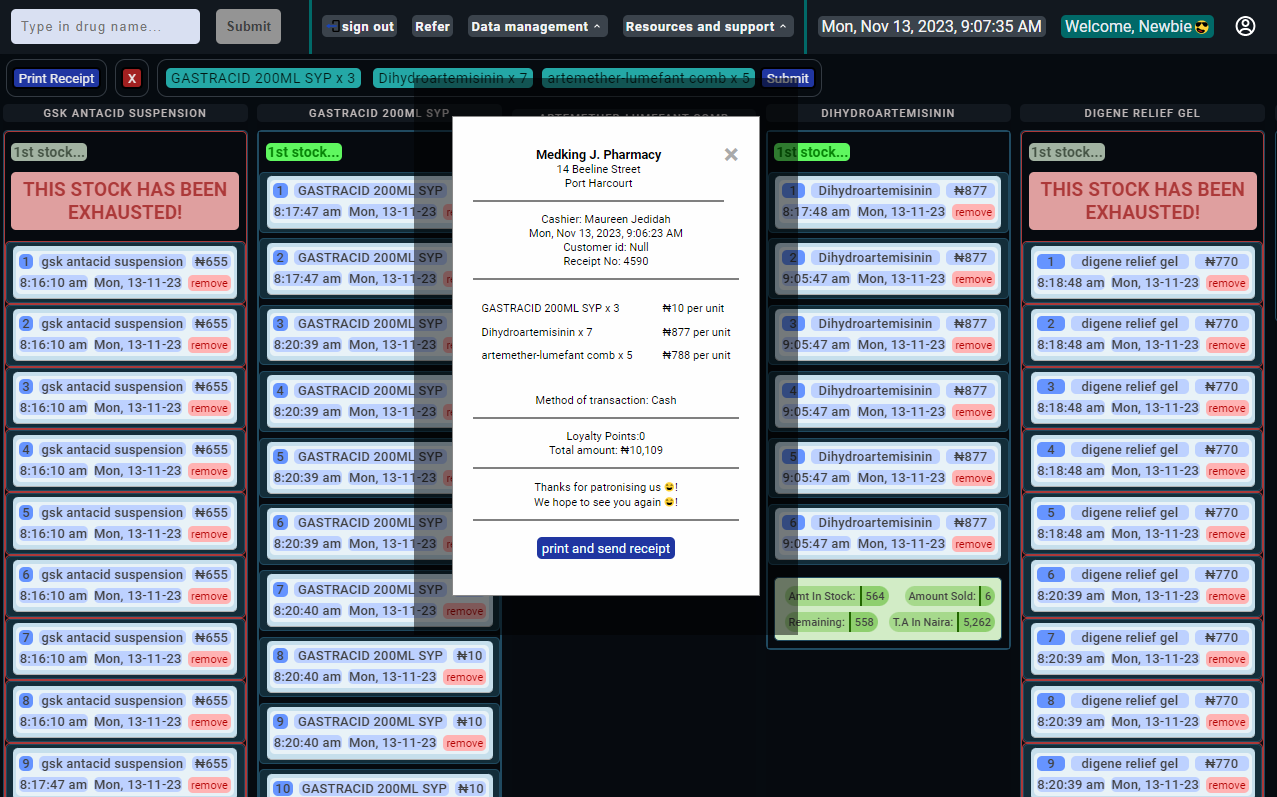 Type in drug name...
Submit
sign out
Refer
Data management
Resources and support
Mon, Nov 13, 2023, 9:07:35 AM
Welcome, Newbie 😎
Print Receipt
X
GASTRACID 200ML SYP x 3
Dihydroartemisinin x 7
artemether-lumefant comb x 5
Submit
GSK ANTACID SUSPENSION
1st stock...
THIS STOCK HAS BEEN
EXHAUSTED!
1 gsk antacid suspension ₦655
8:16:10 am Mon, 13-11-23 remove
2 gsk antacid suspension ₦655
8:16:10 am Mon, 13-11-23 remove
3 gsk antacid suspension ₦655
8:16:10 am Mon, 13-11-23 remove
4 gsk antacid suspension ₦655
8:16:10 am Mon, 13-11-23 remove
5 gsk antacid suspension ₦655
8:16:10 am Mon, 13-11-23 remove
6 gsk antacid suspension ₦655
8:16:10 am Mon, 13-11-23 remove
7 gsk antacid suspension ₦655
8:16:10 am Mon, 13-11-23 remove
8 gsk antacid suspension ₦655
8:16:10 am Mon, 13-11-23 remove
9 gsk antacid suspension ₦655
8:17:47 am Mon, 13-11-23 remove
GASTRACID 200ML SYP
1st stock...
1 GASTRACID 200ML SYP
8:17:47 am Mon, 13-11-23
2 GASTRACID 200ML SYP
8:17:47 am Mon, 13-11-23
3 GASTRACID 200ML SYP
8:20:39 am Mon, 13-11-23
4 GASTRACID 200ML SYP
8:20:39 am Mon, 13-11-23
5 GASTRACID 200ML SYP
8:20:39 am Mon, 13-11-23
6 GASTRACID 200ML SYP
8:20:39 am Mon, 13-11-23
7 GASTRACID 200ML SYP
8:20:40 am Mon, 13-11-23 remove
8 GASTRACID 200ML SYP ₦10
8:20:40 am Mon, 13-11-23 remove
9 GASTRACID 200ML SYP ₦10
8:20:40 am Mon, 13-11-23 remove
10 GASTRACID 200ML SYP ₦10
ARTEMETHER-LUMEFANT COMB
Medking J. Pharmacy
14 Beeline Street
Port Harcourt
Cashier: Maureen Jedidah
Mon, Nov 13, 2023, 9:06:23 AM
Customer id: Null
Receipt No: 4590
GASTRACID 200ML SYP x 3 ₦10 per unit
Dihydroartemisinin x 7 ₦877 per unit
artemether-lumefant comb x 5 ₦788 per unit
Method of transaction: Cash
Loyalty Points:0
Total amount: ₦10,109
Thanks for patronising us 😀!
We hope to see you again 😀!
print and send receipt
DIHYDROARTEMISININ
1st stock...
1 Dihydroartemisinin ₦877
8:17:48 am Mon, 13-11-23 remove
2 Dihydroartemisinin ₦877
9:05:47 am Mon, 13-11-23 remove
3 Dihydroartemisinin ₦877
9:05:47 am Mon, 13-11-23 remove
4 Dihydroartemisinin ₦877
9:05:47 am Mon, 13-11-23 remove
5 Dihydroartemisinin ₦877
9:05:47 am Mon, 13-11-23 remove
6 Dihydroartemisinin ₦877
9:05:47 am Mon, 13-11-23 remove
Amt In Stock: 564 Amount Sold: 6
Remaining: 558 T.A In Naira: 5,262
DIGENE RELIEF GEL
1st stock...
THIS STOCK HAS BEEN
EXHAUSTED!
1 digene relief gel ₦770
8:18:48 am Mon, 13-11-23 remove
2 digene relief gel ₦770
8:18:48 am Mon, 13-11-23 remove
3 digene relief gel ₦770
8:18:48 am Mon, 13-11-23 remove
4 digene relief gel ₦770
8:18:48 am Mon, 13-11-23 remove
5 digene relief gel ₦770
8:18:48 am Mon, 13-11-23 remove
6 digene relief gel ₦770
8:20:39 am Mon, 13-11-23 remove
7 digene relief gel ₦770
8:20:39 am Mon, 13-11-23 remove
8 digene relief gel ₦770
8:20:39 am Mon, 13-11-23 remove
9 digene relief gel ₦770
8:20:39 am Mon, 13-11-23 remove